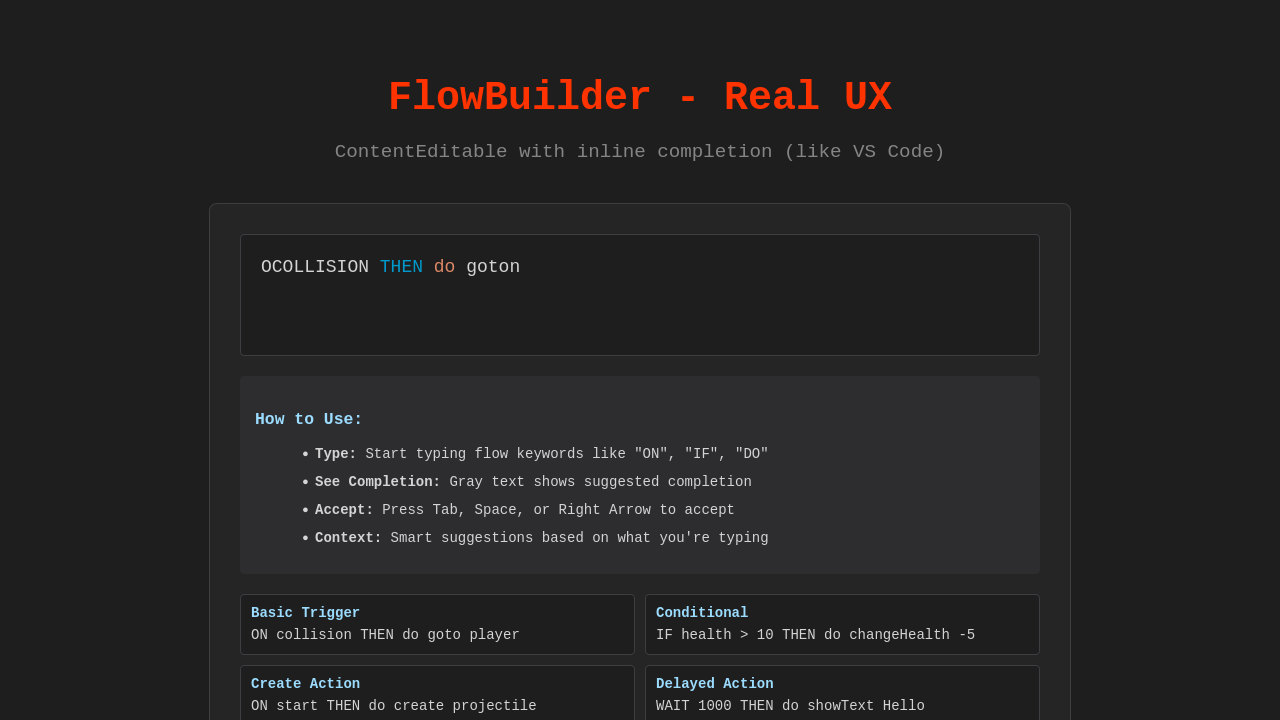 FlowBuilder - Real UX
ContentEditable with inline completion (like VS Code)
OCOLLISION THEN do goton
How to Use:
• Type: Start typing flow keywords like "ON", "IF", "DO"
• See Completion: Gray text shows suggested completion
• Accept: Press Tab, Space, or Right Arrow to accept
• Context: Smart suggestions based on what you're typing
Basic Trigger
ON collision THEN do goto player
Conditional
IF health > 10 THEN do changeHealth -5
Create Action
ON start THEN do create projectile
Delayed Action
WAIT 1000 THEN do showText Hello